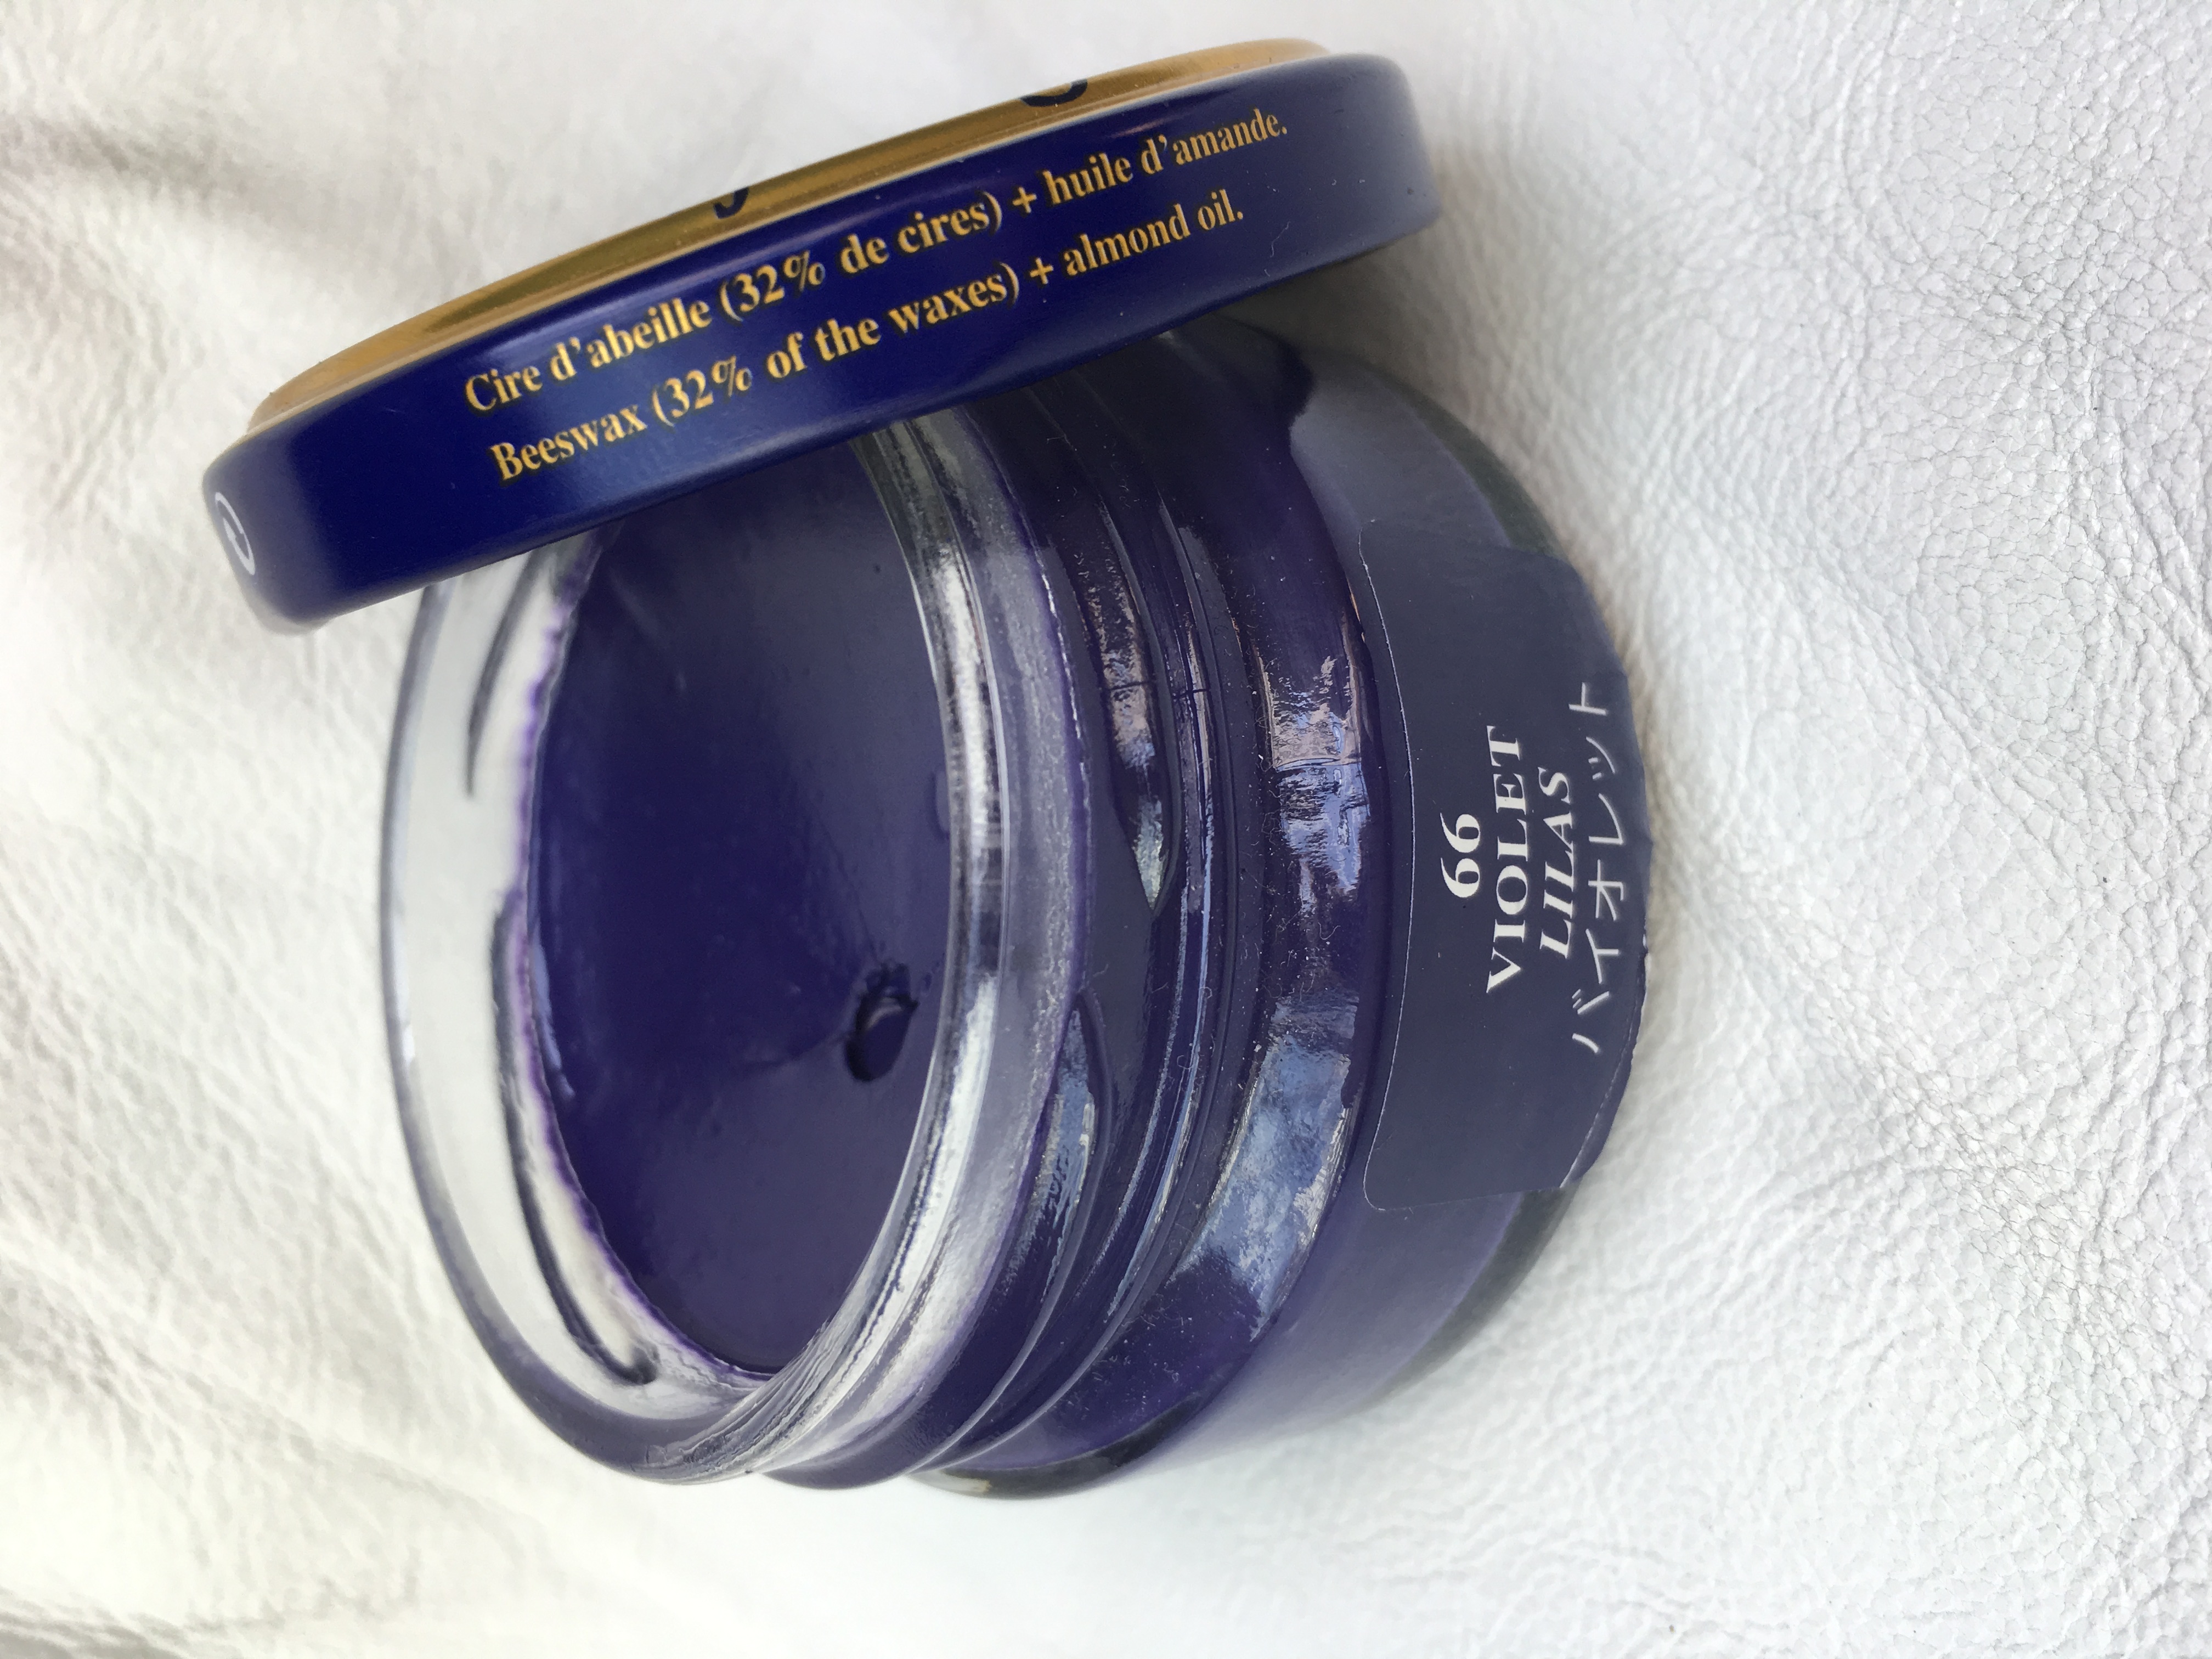 Cire d'abeille (32% de cires) + huile d'amande.
Beeswax (32% of the waxes) + almond oil.
66
VIOLET
LILAS
バイオレット